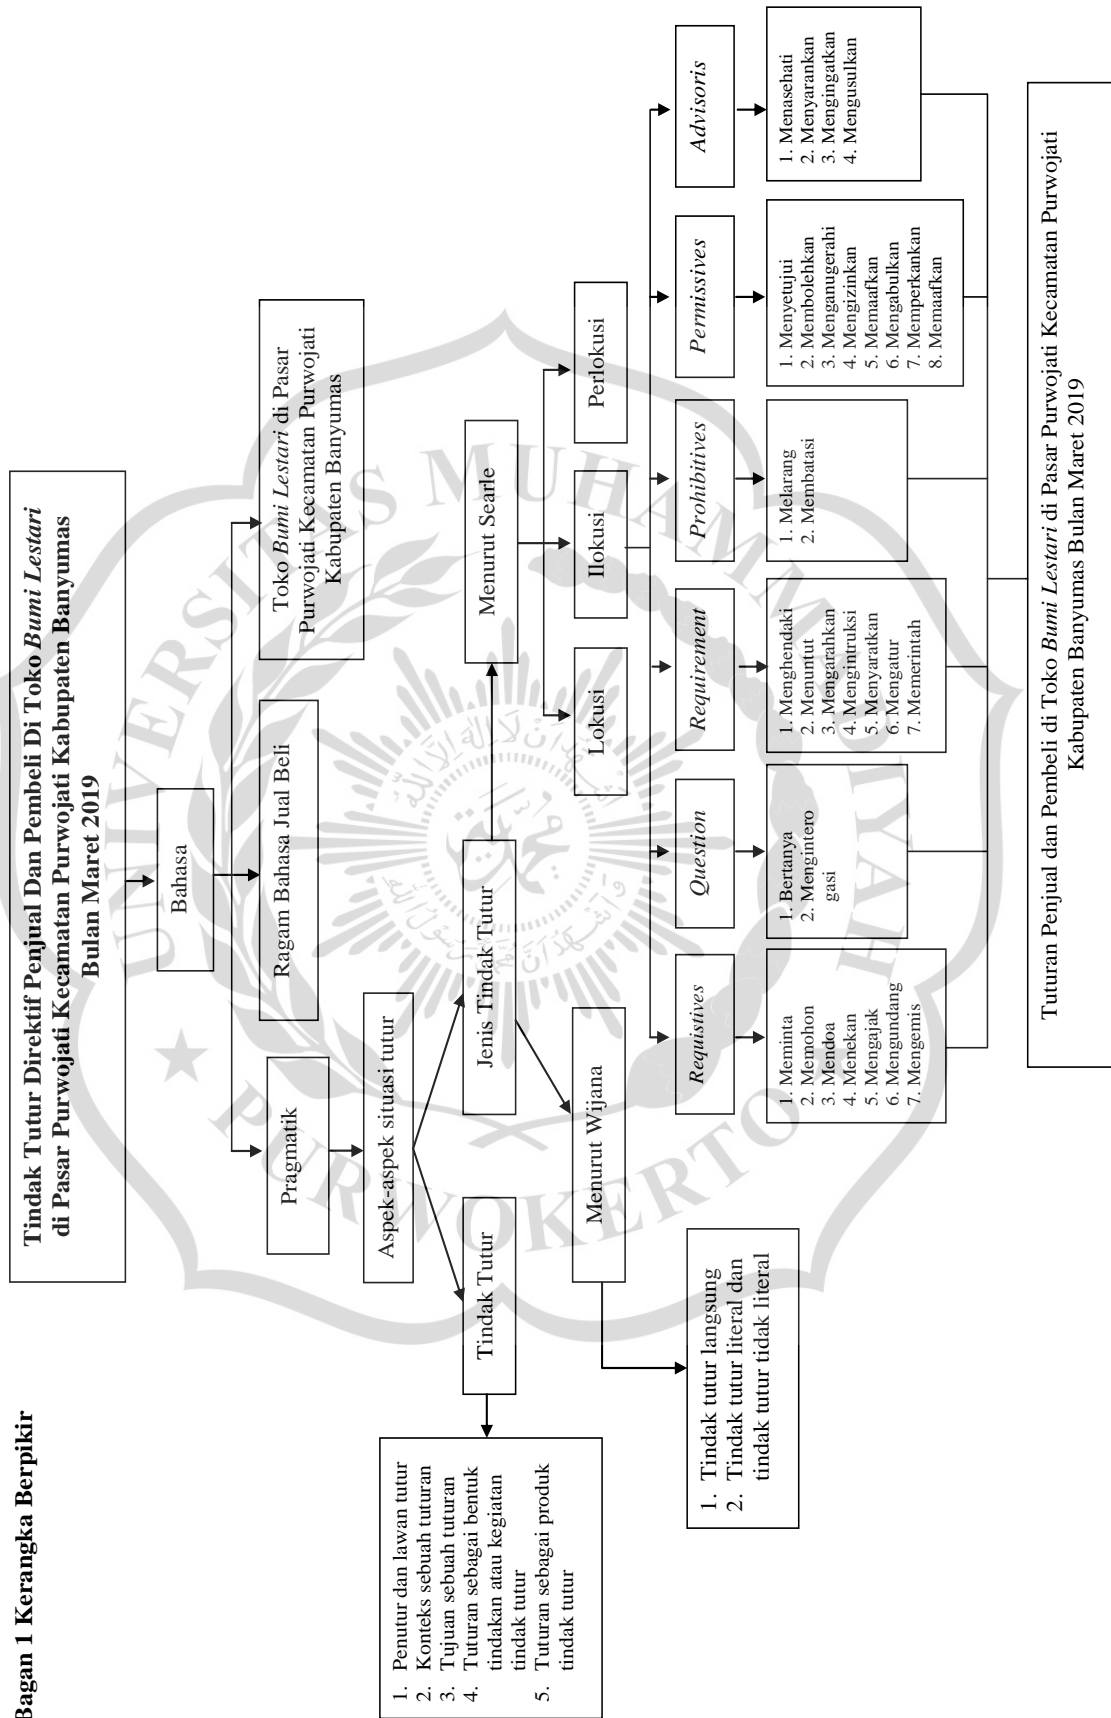 Bagan 1 Kerangka Berpikir
Tindak Tutur Direktif Penjual Dan Pembeli Di Toko Bumi Lestari
di Pasar Purwojati Kecamatan Purwojati Kabupaten Banyumas
Bulan Maret 2019
Bahasa
Pragmatik
Ragam Bahasa Jual Beli
Toko Bumi Lestari di Pasar
Purwojati Kecamatan Purwojati
Kabupaten Banyumas
Aspek-aspek situasi tutur
Tindak Tutur
Jenis Tindak Tutur
Menurut Searle
1. Penutur dan lawan tutur
2. Konteks sebuah tuturan
3. Tujuan sebuah tuturan
4. Tuturan sebagai bentuk
tindakan atau kegiatan
tindak tutur
5. Tuturan sebagai produk
tindak tutur
Menurut Wijana
Lokusi
Ilokusi
Perlokusi
1. Tindak tutur langsung
2. Tindak tutur literal dan
tindak tutur tidak literal
Requistives
Question
Requirement
Prohibitives
Permissives
Advisoris
1. Meminta
2. Memohon
3. Mendoa
4. Menekan
5. Mengajak
6. Mengundang
7. Mengemis
1. Bertanya
2. Mengintero
gasi
1. Menghendaki
2. Menuntut
3. Mengarahkan
4. Mengintruksi
5. Menyaratkan
6. Mengatur
7. Memerintah
1. Melarang
2. Membatasi
1. Menyetujui
2. Membolehkan
3. Menganugerahi
4. Mengizinkan
5. Memaafkan
6. Mengabulkan
7. Memperkankan
8. Memaafkan
1. Menasehati
2. Menyarankan
3. Mengingatkan
4. Mengusulkan
Tuturan Penjual dan Pembeli di Toko Bumi Lestari di Pasar Purwojati Kecamatan Purwojati
Kabupaten Banyumas Bulan Maret 2019
UNIVERSITAS MUHAMMADIYAH
PURWOKERTO